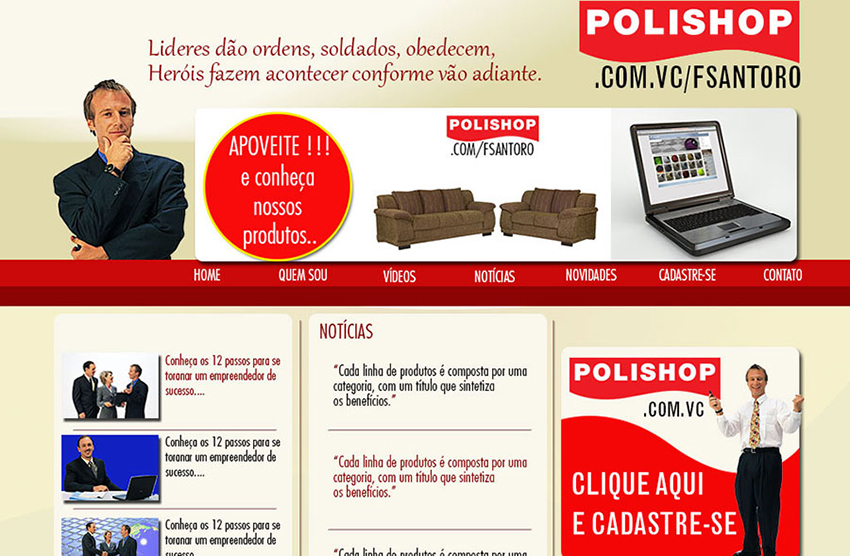 Lideres dão ordens, soldados, obedecem,
Heróis fazem acontecer conforme vão adiante.
POLISHOP
.COM.VC/FSANTORO
APOVEITE !!!
e conheça
nossos
produtos..
POLISHOP
.COM/FSANTORO
HOME QUEM SOU VÍDEOS NOTÍCIAS NOVIDADES CADASTRE-SE CONTATO
Conheça os 12 passos para se
toranar um empreendedor de
sucesso....
Conheça os 12 passos para se
toranar um empreendedor de
sucesso....
Conheça os 12 passos para se
toranar um empreendedor de
sucesso....
NOTÍCIAS
“Cada linha de produtos é composta por uma
categoria, com um título que sintetiza
os benefícios.”
“Cada linha de produtos é composta por uma
categoria, com um título que sintetiza
os benefícios.”
“Cada linha de produtos é composta por uma
POLISHOP
.COM.VC
CLIQUE AQUI
E CADASTRE-SE